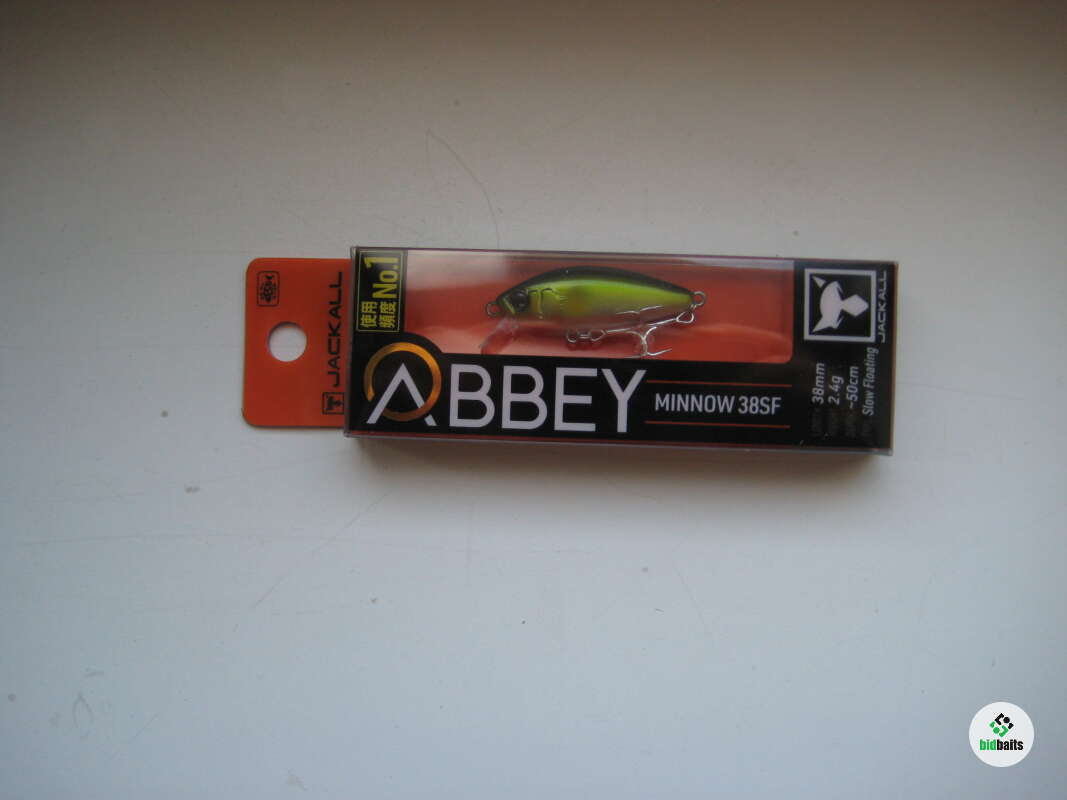 JACKALL
使用
頻度
No.1
ABBEY
MINNOW 38SF
JACKALL
38mm
2.4g
~50cm
Slow Floating
bidbaits